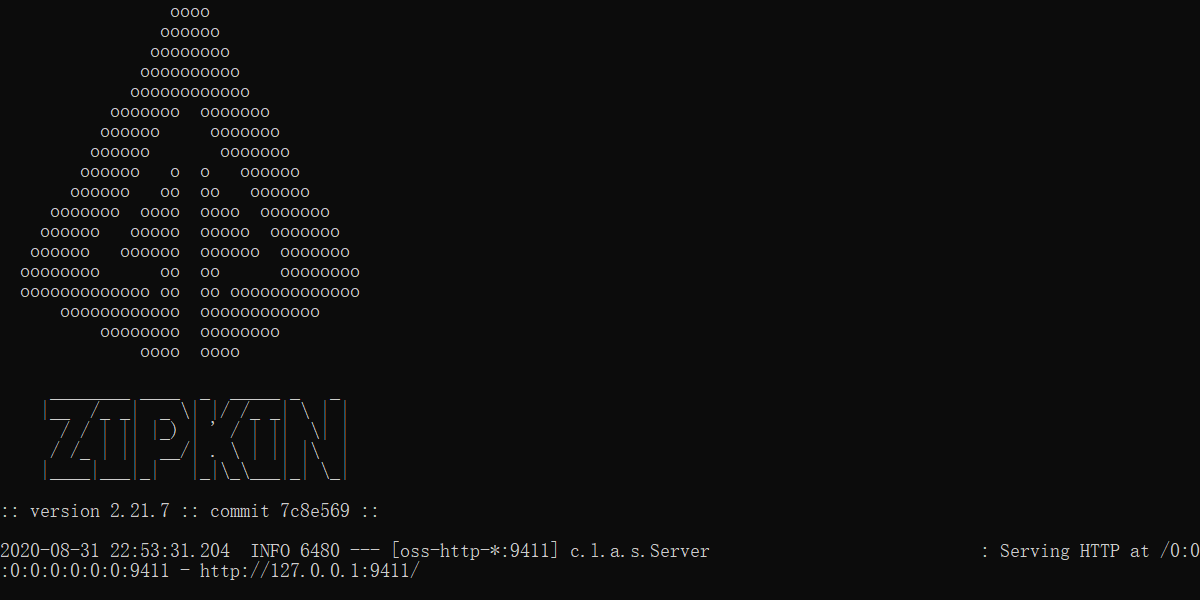 oooo
                oooooo
               oooooooo
              oooooooooo
             oooooooooooo
           ooooooo  ooooooo
          oooooo     ooooooo
         oooooo       ooooooo
        oooooo   o  o   oooooo
       oooooo   oo  oo   oooooo
     ooooooo  oooo  oooo  ooooooo
    oooooo   ooooo  ooooo  ooooooo
   oooooo   oooooo  oooooo  ooooooo
  oooooooo      oo  oo      oooooooo
  ooooooooooooo oo  oo ooooooooooooo
      oooooooooooo  oooooooooooo
          oooooooo  oooooooo
              oooo  oooo
ZIPKIN
:: version 2.21.7 :: commit 7c8e569 ::
2020-08-31 22:53:31.204  INFO 6480 --- [oss-http-*:9411] c.l.a.s.Server                           : Serving HTTP at /0:0
:0:0:0:0:0:0:9411 - http://127.0.0.1:9411/